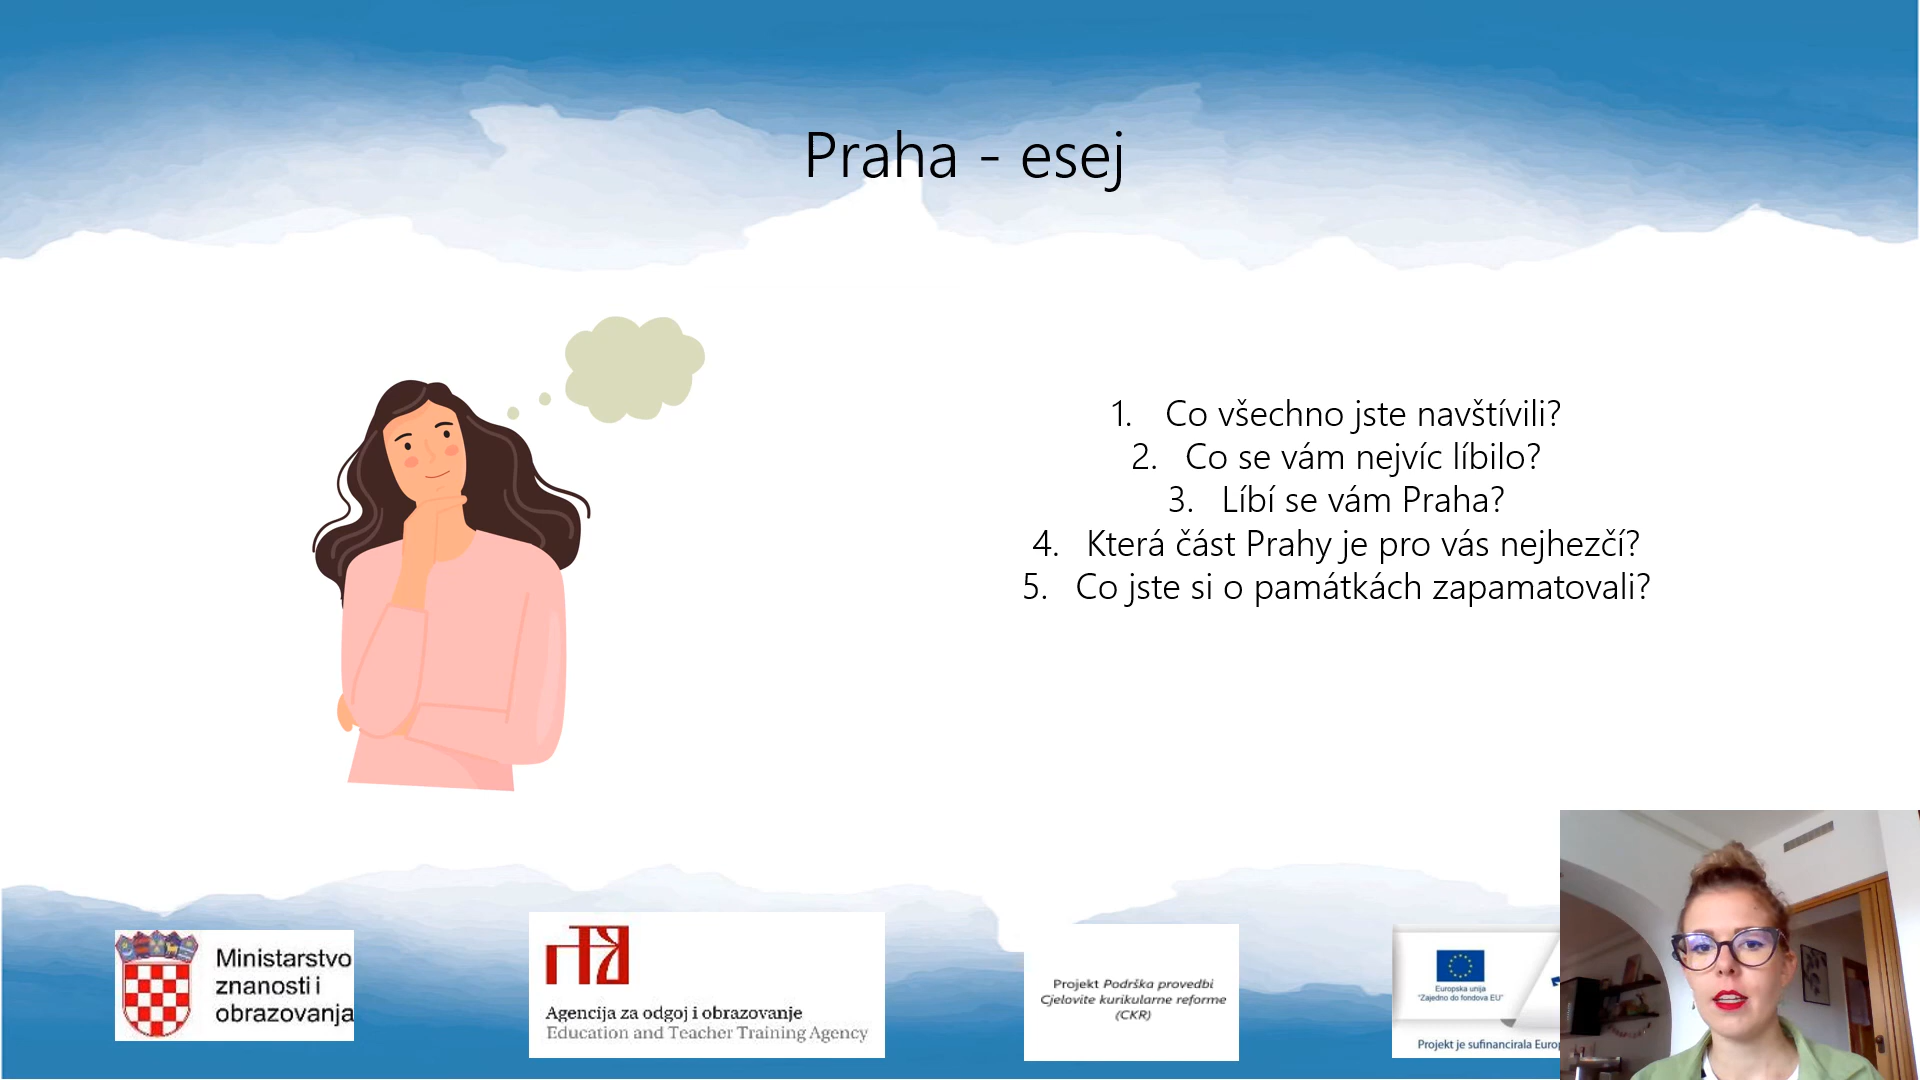 Praha - esej
1. Co všechno jste navštívili?
2. Co se vám nejvíc líbilo?
3. Líbí se vám Praha?
4. Která část Prahy je pro vás nejhezčí?
5. Co jste si o památkách zapamatovali?
Ministarstvo
znanosti i
obrazovanja
Agencija za odgoj i obrazovanje
Education and Teacher Training Agency
Projekt Podrška provedbi
Cjelovite kurikularne reforme
(CKR)
Europska unija
"Zajedno do fondova EU"
Projekt je sufinancirala